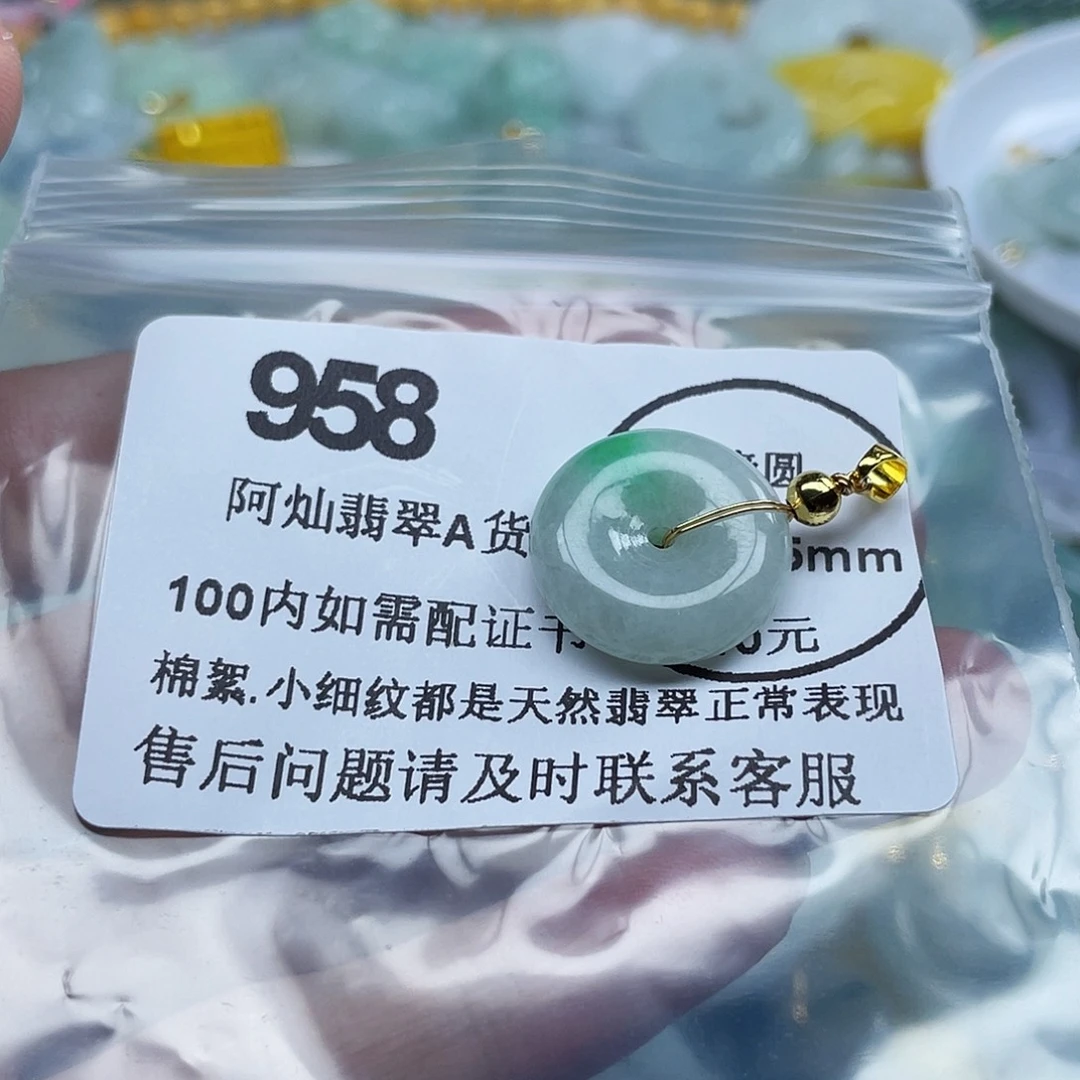 958
圆
阿灿翡翠A货
5mm
100内如需配证书 0元
棉絮.小细纹都是天然翡翠正常表现
售后问题请及时联系客服